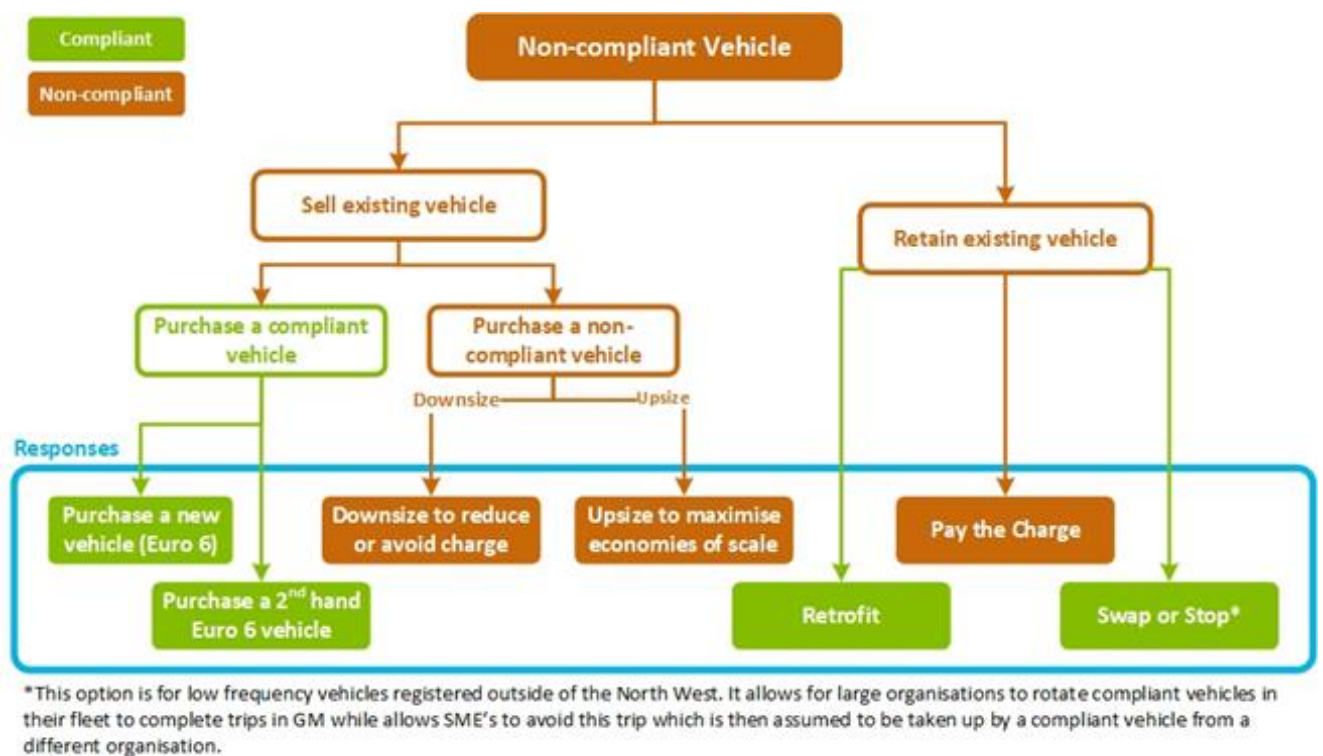 Compliant
Non-compliant
Non-compliant Vehicle
Sell existing vehicle
Retain existing vehicle
Purchase a compliant
vehicle
Purchase a non-
compliant vehicle
Downsize
Upsize
Responses
Purchase a new
vehicle (Euro 6)
Downsize to reduce
or avoid charge
Upsize to maximise
economies of scale
Pay the Charge
Purchase a 2nd hand
Euro 6 vehicle
Retrofit
Swap or Stop*
*This option is for low frequency vehicles registered outside of the North West. It allows for large organisations to rotate compliant vehicles in
their fleet to complete trips in GM while allows SME's to avoid this trip which is then assumed to be taken up by a compliant vehicle from a
different organisation.